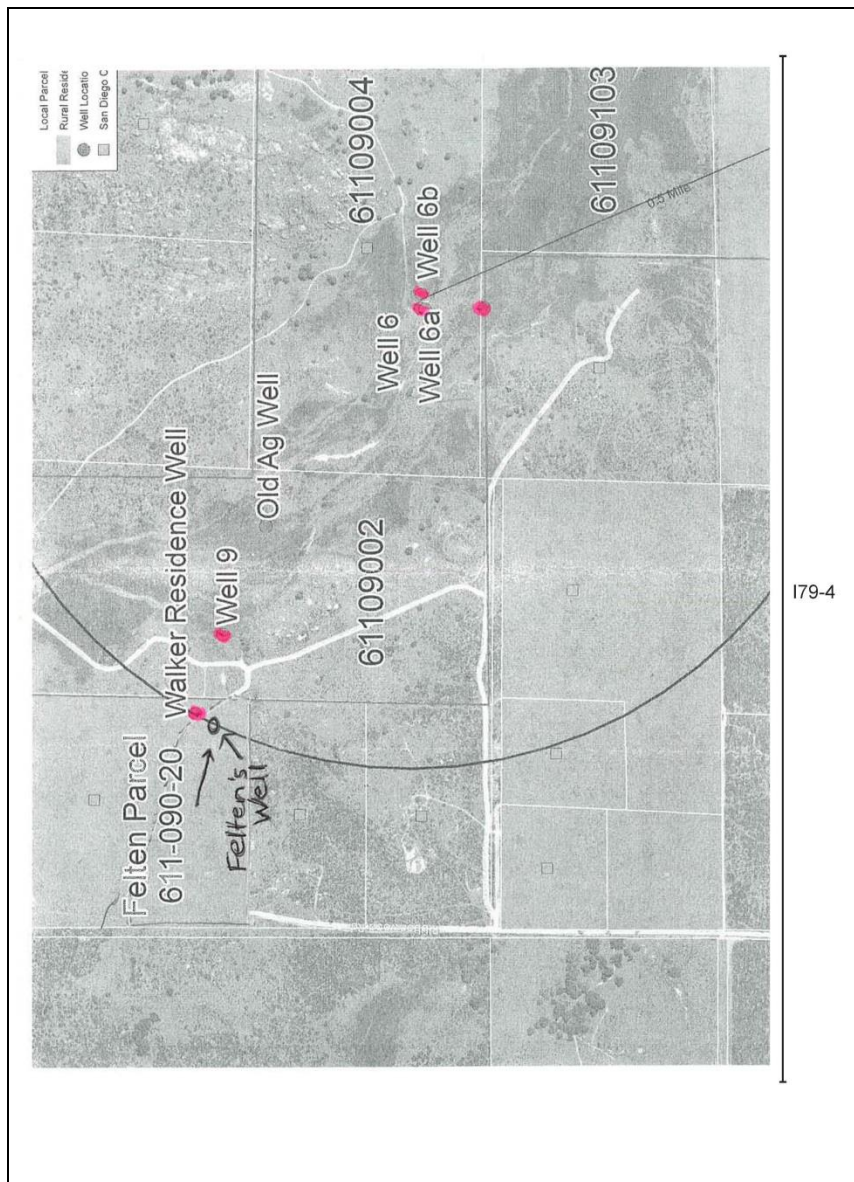 Local Parcel
Rural Reside
Well Locatio
San Diego C
61109004
61109103
0.5 Mile
Well 6b
Well 6
Well 6a
Old Ag Well
Walker Residence Well
Well 9
61109002
Felten Parcel
611-090-20
Felten's
Well
I79-4